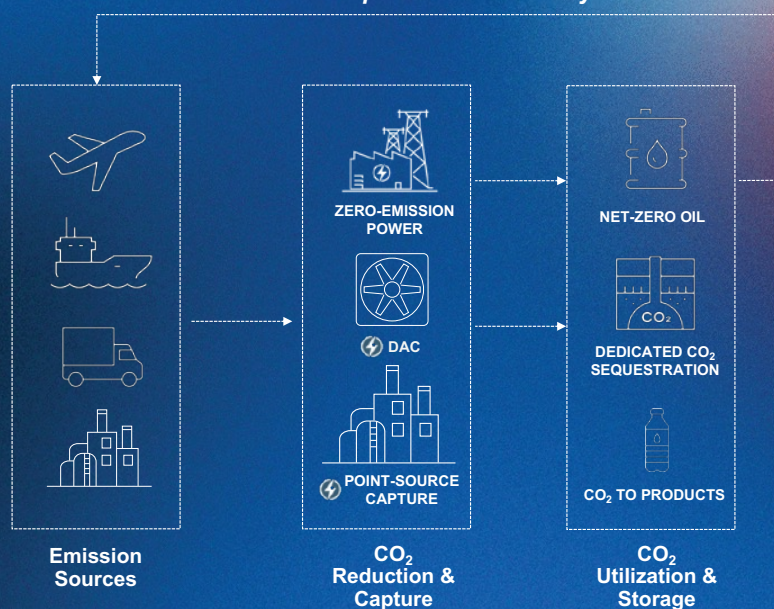 ZERO-EMISSION
POWER
DAC
POINT-SOURCE
CAPTURE
NET-ZERO OIL
CO₂
DEDICATED CO₂
SEQUESTRATION
CO₂ TO PRODUCTS
Emission
Sources
CO₂
Reduction &
Capture
CO₂
Utilization &
Storage